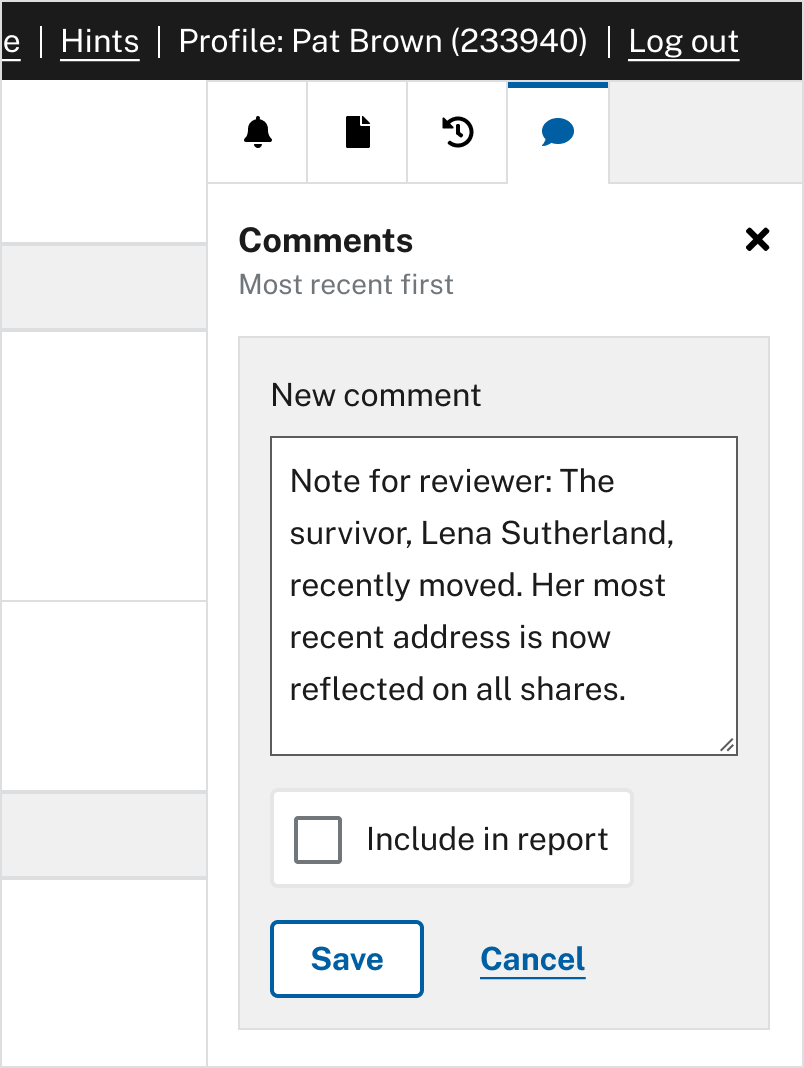 e | Hints | Profile: Pat Brown (233940) | Log out
Comments
Most recent first
New comment
Note for reviewer: The
survivor, Lena Sutherland,
recently moved. Her most
recent address is now
reflected on all shares.
Include in report
Save Cancel